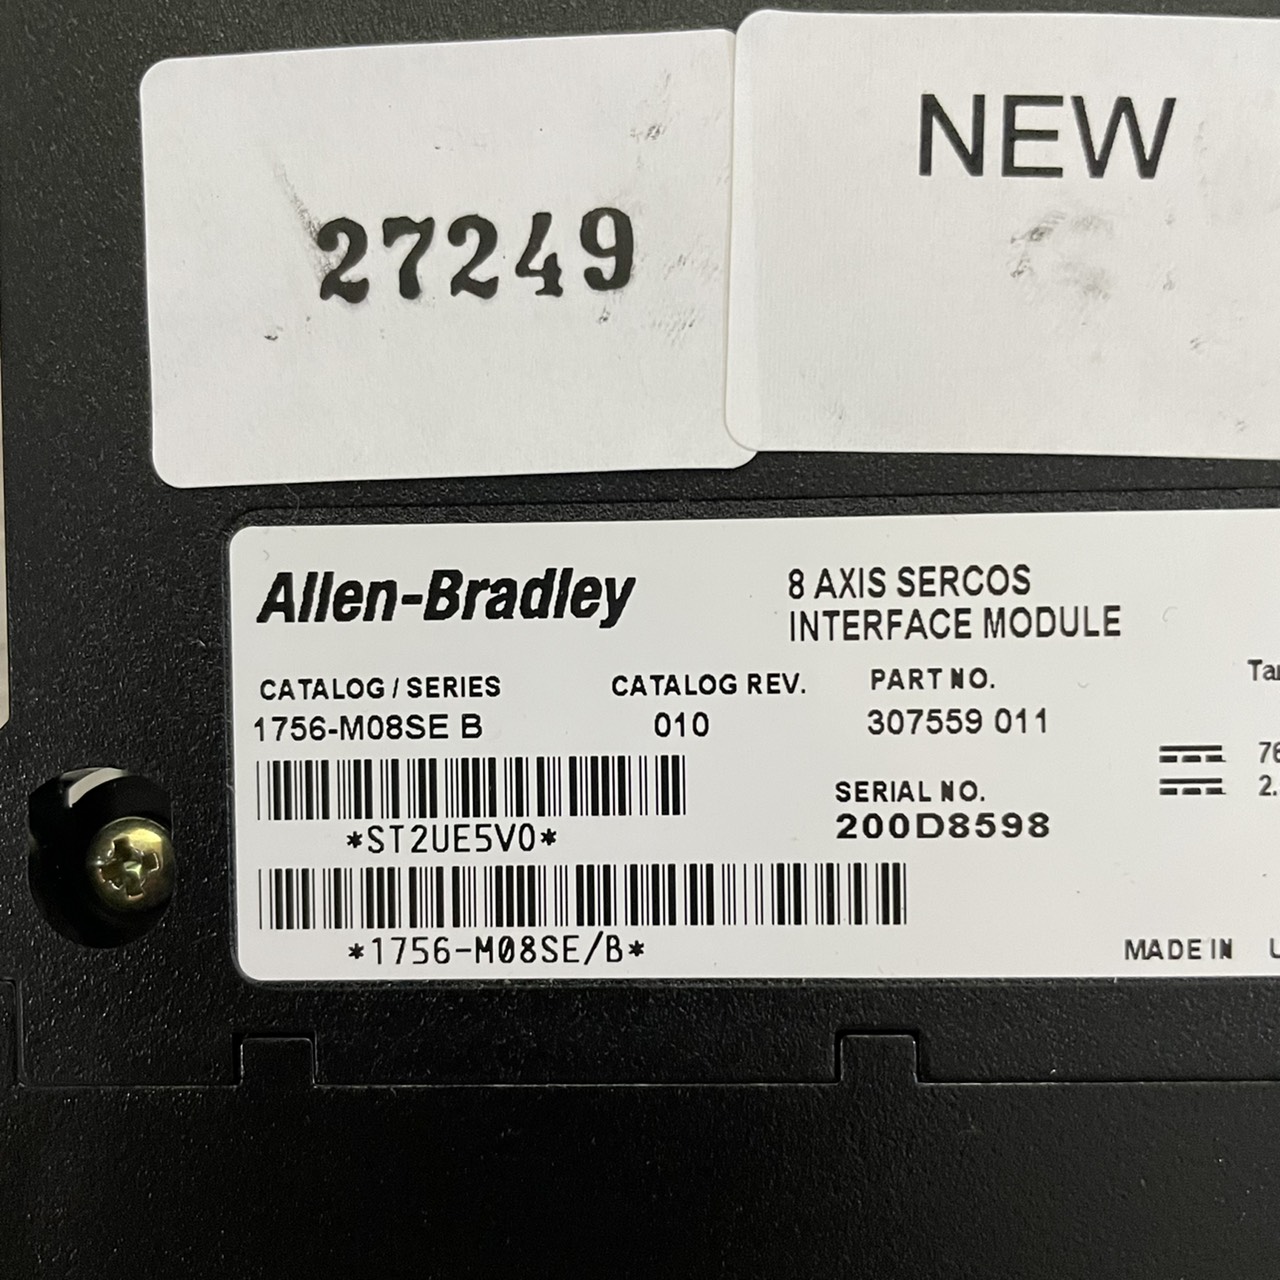 27249
NEW
Allen-Bradley
8 AXIS SERCOS
INTERFACE MODULE
CATALOG / SERIES
CATALOG REV.
PART NO.
1756-M08SE B
010
307559 011
SERIAL NO.
200D8598
*ST2UE5V0*
*1756-M08SE/B*
MADE IN